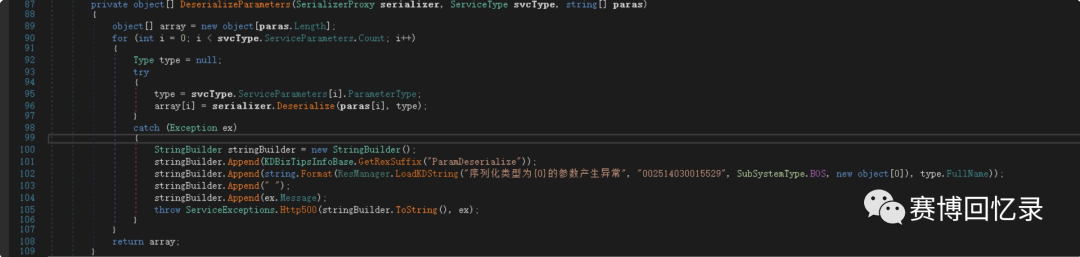 87 private object[] DeserializeParameters(SerializerProxy serializer, ServiceType svcType, string[] paras)
88 {
89 object[] array = new object[paras.Length];
90 for (int i = 0; i < svcType.ServiceParameters.Count; i++)
91 {
92 Type type = null;
93 try
94 {
95 type = svcType.ServiceParameters[i].ParameterType;
96 array[i] = serializer.Deserialize(paras[i], type);
97 }
98 catch (Exception ex)
99 {
100 StringBuilder stringBuilder = new StringBuilder();
101 stringBuilder.Append(KDBizTipsInfoBase.GetRexSuffix("ParamDeserialize"));
102 stringBuilder.Append(string.Format(ResManager.LoadKDString("序列化类型为{0}的参数产生异常", "002514030015529", SubSystemType.BOS, new object[0]), type.FullName));
103 stringBuilder.Append(" ");
104 stringBuilder.Append(ex.Message);
105 throw ServiceExceptions.Http500(stringBuilder.ToString(), ex);
106 }
107 }
108 return array;
109 }
赛博回忆录